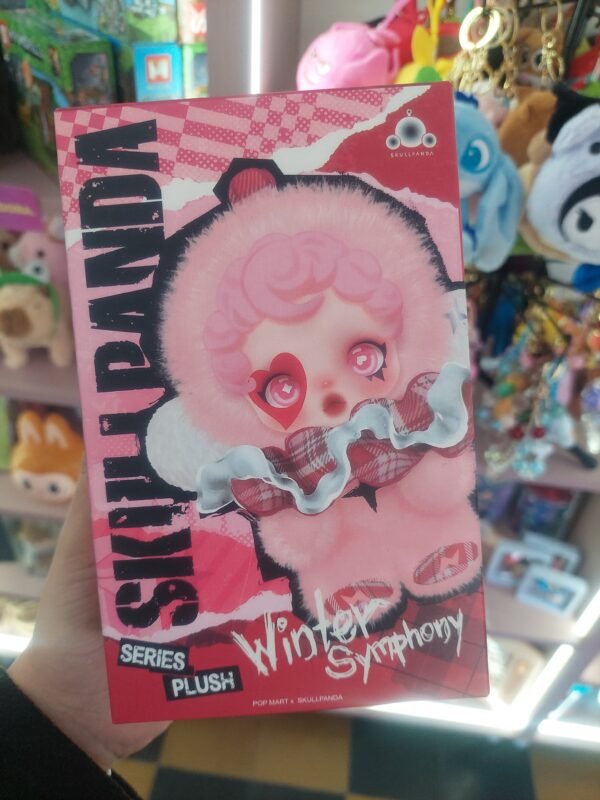 SKULLPANDA
SKULLPANDA
SERIES
PLUSH
Winter
Symphony
POP MART x SKULLPANDA